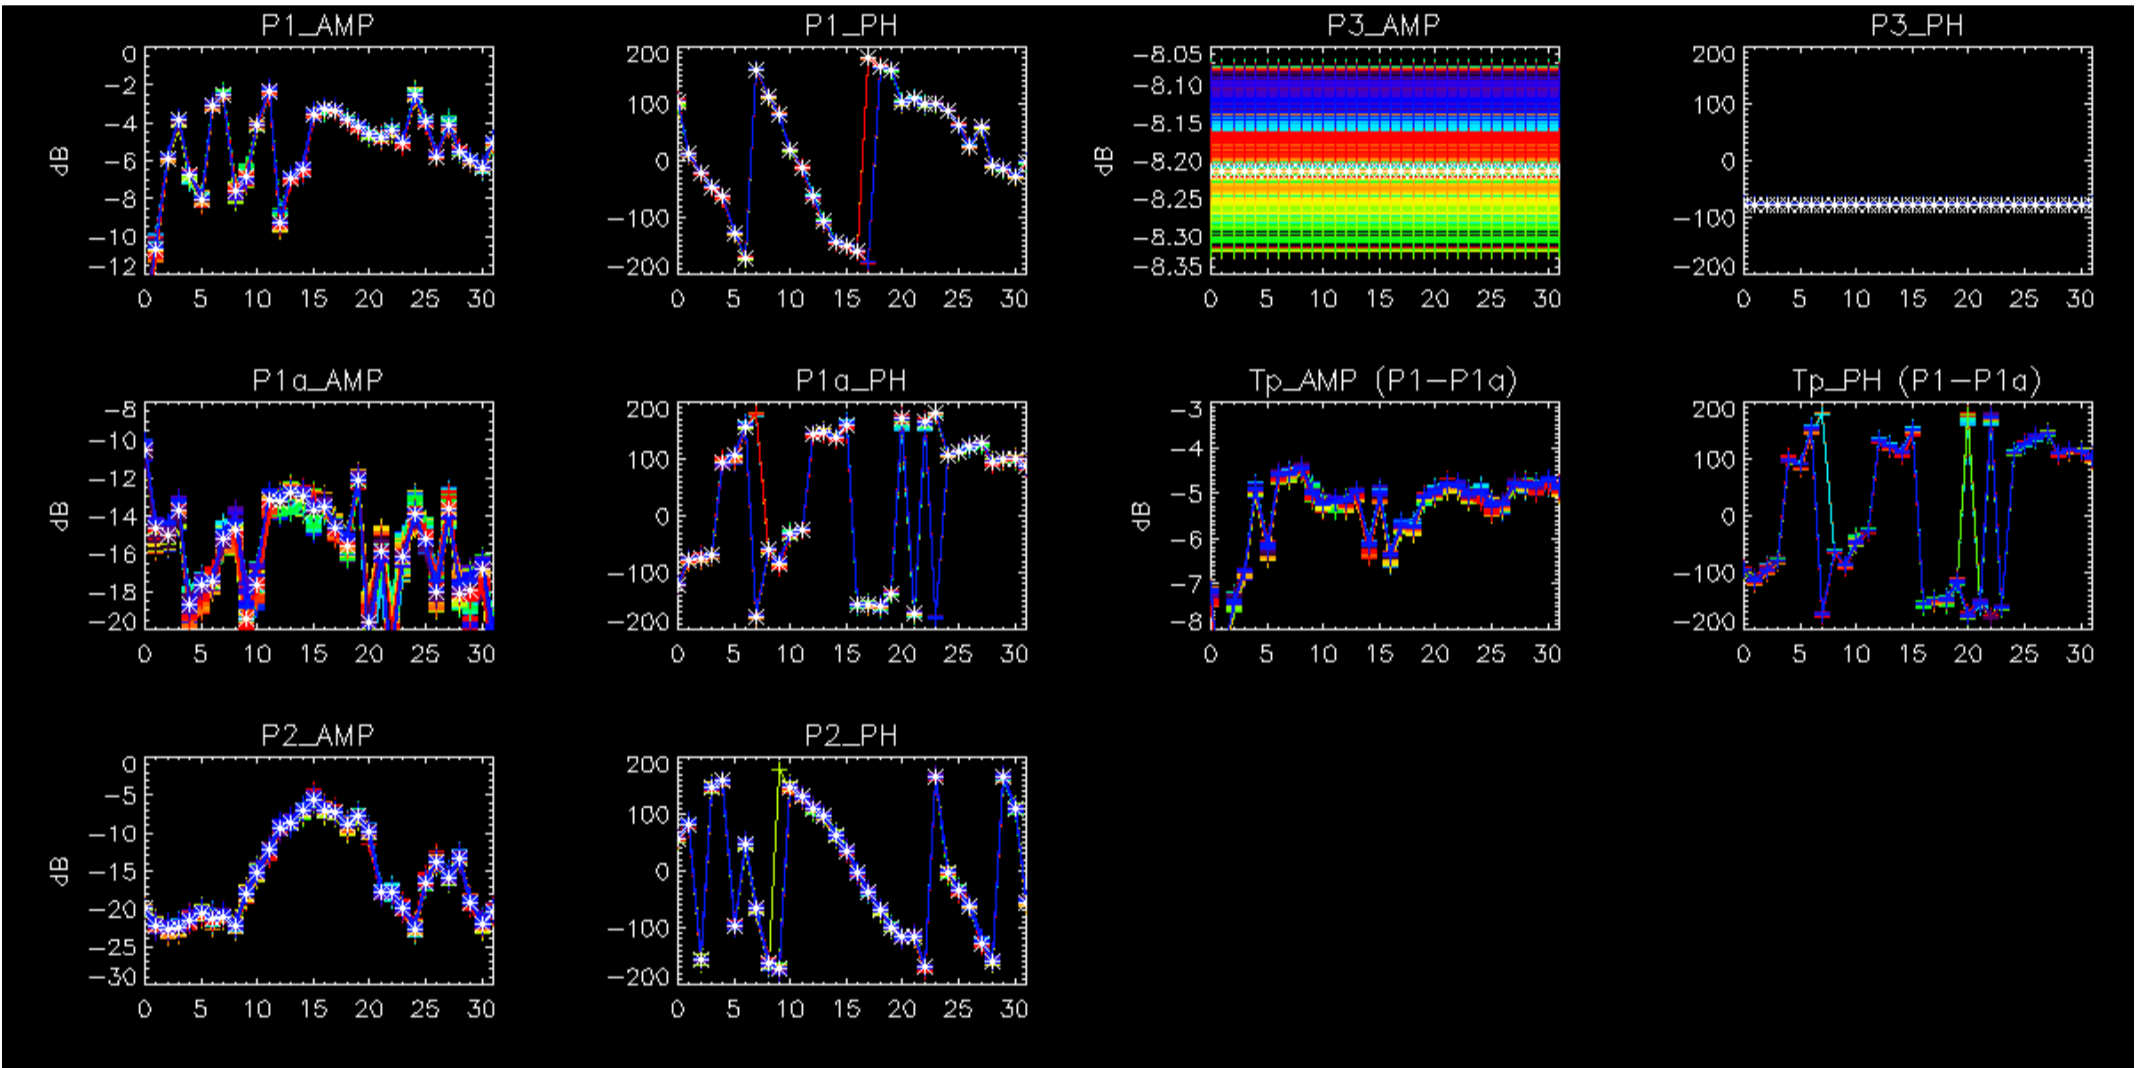 P1_AMP
dB
0
-2
-4
-6
-8
-10
-12
0 5 10 15 20 25 30
P1_PH
200
100
0
-100
-200
0 5 10 15 20 25 30
P3_AMP
dB
-8.05
-8.10
-8.15
-8.20
-8.25
-8.30
-8.35
0 5 10 15 20 25 30
P3_PH
200
100
0
-100
-200
0 5 10 15 20 25 30
P1a_AMP
dB
-8
-10
-12
-14
-16
-18
-20
0 5 10 15 20 25 30
P1a_PH
200
100
0
-100
-200
0 5 10 15 20 25 30
Tp_AMP (P1-P1a)
dB
-3
-4
-5
-6
-7
-8
0 5 10 15 20 25 30
Tp_PH (P1-P1a)
200
100
0
-100
-200
0 5 10 15 20 25 30
P2_AMP
dB
0
-5
-10
-15
-20
-25
-30
0 5 10 15 20 25 30
P2_PH
200
100
0
-100
-200
0 5 10 15 20 25 30